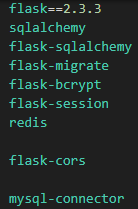 flask==2.3.3
sqlalchemy
flask-sqlalchemy
flask-migrate
flask-bcrypt
flask-session
redis
flask-cors
mysql-connector